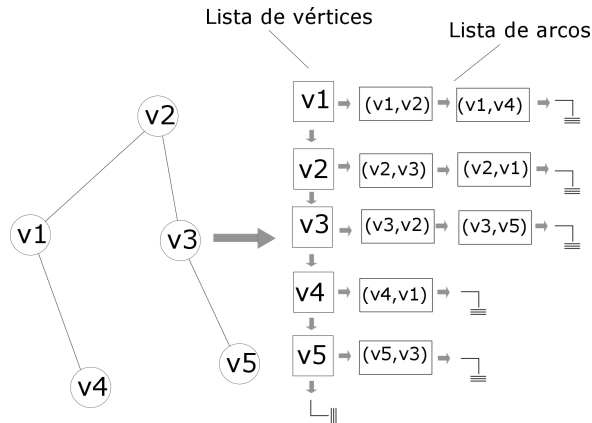 Lista de vértices
Lista de arcos
v2
v1
v3
v4
v5
v1 (v1,v2) (v1,v4)
v2 (v2,v3) (v2,v1)
v3 (v3,v2) (v3,v5)
v4 (v4,v1)
v5 (v5,v3)